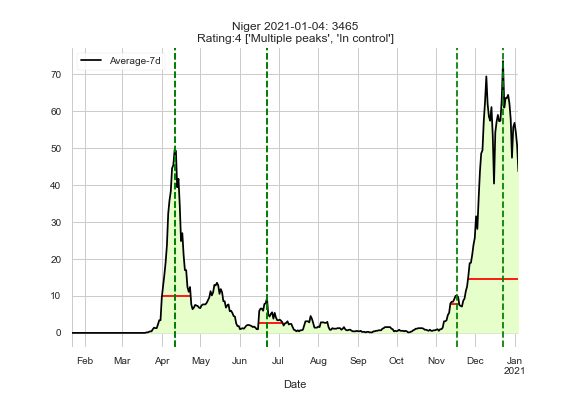 Niger 2021-01-04: 3465
Rating:4 ['Multiple peaks', 'In control']
Average-7d
70
60
50
40
30
20
10
0
Feb Mar Apr May Jun Jul Aug Sep Oct Nov Dec Jan
2021
Date